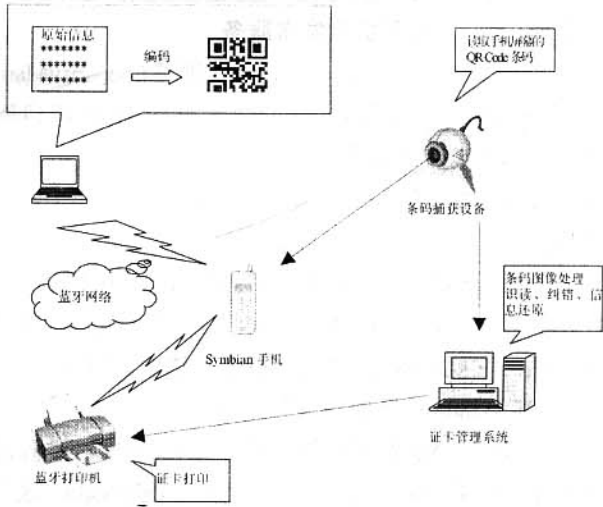 原始信息
*******
*******
*******
编码
读取手机屏幕的
QR Code 条码
条码捕获设备
蓝牙网络
条码图像处理
识读、纠错、信
息还原
Symbian 手机
证卡管理系统
蓝牙打印机
证卡打印